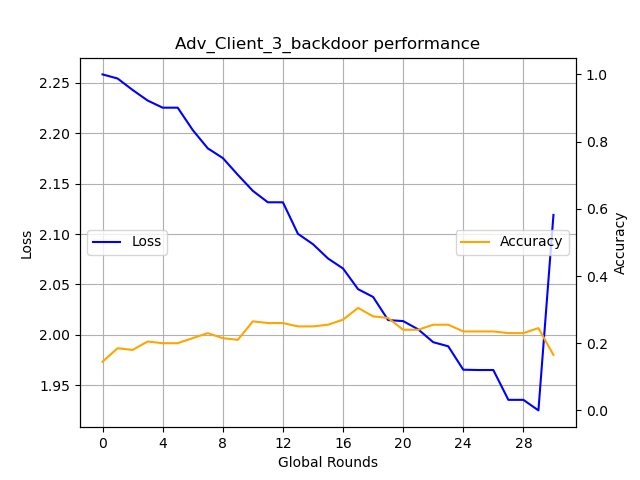 Adv_Client_3_backdoor performance
2.25
2.20
2.15
2.10
2.05
2.00
1.95
Loss
Loss
Accuracy
1.0
0.8
0.6
0.4
0.2
0.0
Accuracy
0 4 8 12 16 20 24 28
Global Rounds